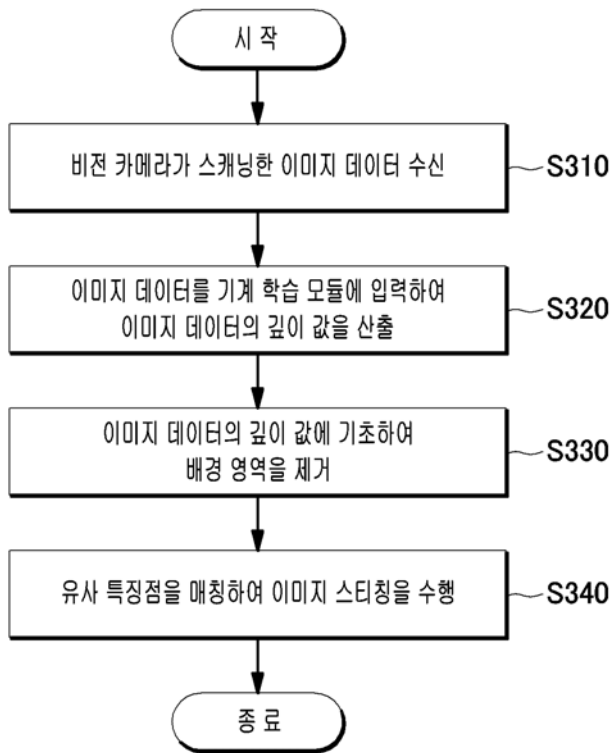 시 작
비전 카메라가 스캐닝한 이미지 데이터 수신
S310
이미지 데이터를 기계 학습 모듈에 입력하여
이미지 데이터의 깊이 값을 산출
S320
이미지 데이터의 깊이 값에 기초하여
배경 영역을 제거
S330
유사 특징점을 매칭하여 이미지 스티칭을 수행
S340
종 료